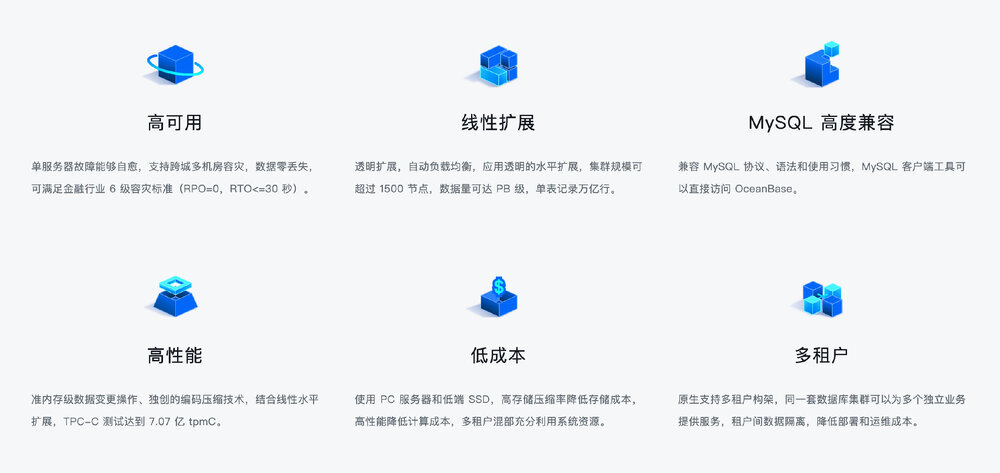 高可用
单服务器故障能够自愈，支持跨城多机房容灾，数据零丢失，
可满足金融行业 6 级容灾标准（RPO=0，RTO<=30 秒）。
线性扩展
透明扩展，自动负载均衡，应用透明的水平扩展，集群规模可
超过 1500 节点，数据量可达 PB 级，单表记录万亿行。
MySQL 高度兼容
兼容 MySQL 协议、语法和使用习惯，MySQL 客户端工具可
以直接访问 OceanBase。
高性能
准内存级数据变更操作、独创的编码压缩技术，结合线性水平
扩展，TPC-C 测试达到 7.07 亿 tpmC。
低成本
使用 PC 服务器和低端 SSD，高存储压缩率降低存储成本，
高性能降低计算成本，多租户混部充分利用系统资源。
多租户
原生支持多租户构架，同一套数据库集群可以为多个独立业务
提供服务，租户间数据隔离，降低部署和运维成本。